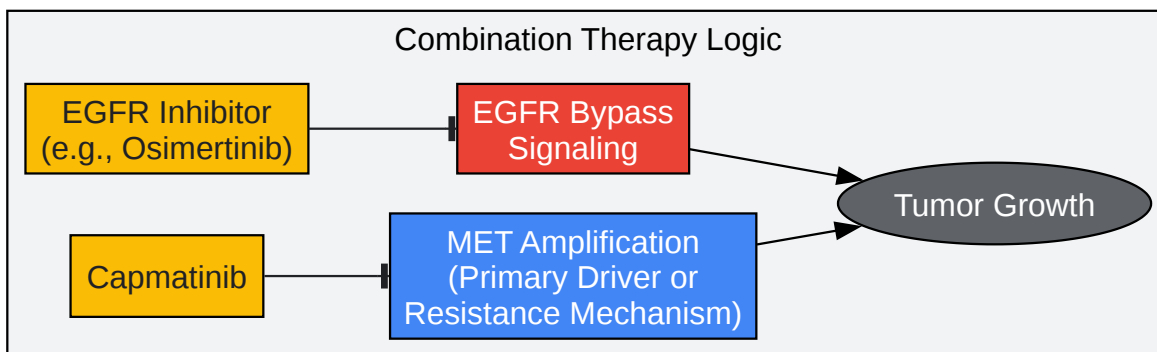 Combination Therapy Logic
EGFR Inhibitor
(e.g., Osimertinib)
EGFR Bypass
Signaling
Tumor Growth
Capmatinib
MET Amplification
(Primary Driver or
Resistance Mechanism)